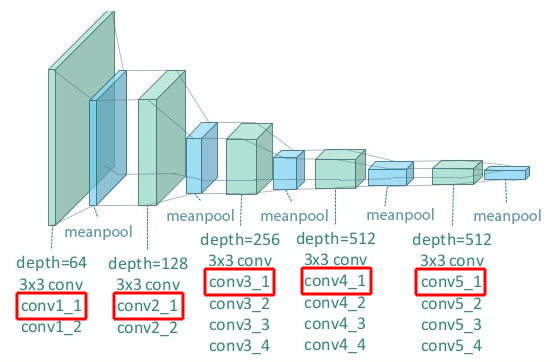 meanpool
meanpool
meanpool
meanpool
meanpool
depth=64
3x3 conv
conv1_1
conv1_2
depth=128
3x3 conv
conv2_1
conv2_2
depth=256
3x3 conv
conv3_1
conv3_2
conv3_3
conv3_4
depth=512
3x3 conv
conv4_1
conv4_2
conv4_3
conv4_4
depth=512
3x3 conv
conv5_1
conv5_2
conv5_3
conv5_4